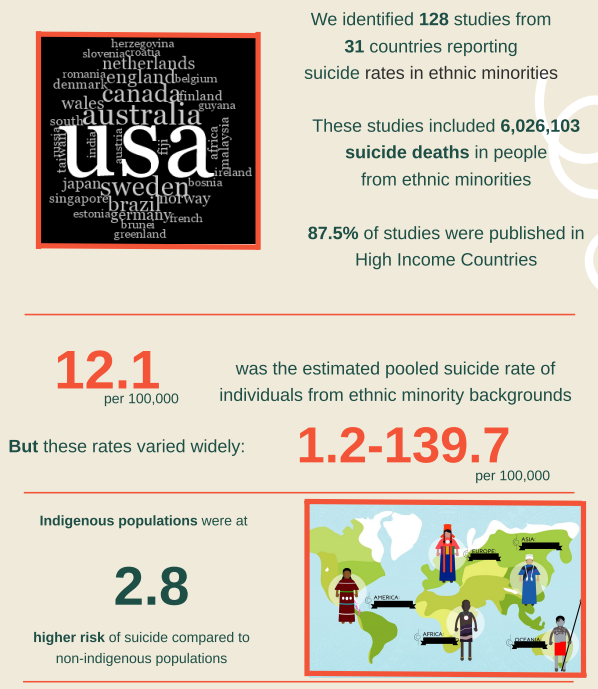 herzegovina
slovenia croatia
netherlands
romania england belgium
denmark canada finland
wales guyana
australia
south
russia
taiwan
india
usa
austria
fiji
africa
malaysia
ireland
japan sweden bosnia
singapore brazil norway
estonia germany french
brunei
greenland
We identified 128 studies from
31 countries reporting
suicide rates in ethnic minorities
These studies included 6,026,103
suicide deaths in people
from ethnic minorities
87.5% of studies were published in
High Income Countries
12.1
per 100,000
was the estimated pooled suicide rate of
individuals from ethnic minority backgrounds
But these rates varied widely:
1.2-139.7
per 100,000
Indigenous populations were at
2.8
higher risk of suicide compared to
non-indigenous populations
EUROPE:
ASIA:
AMERICA:
AFRICA:
OCEANIA: